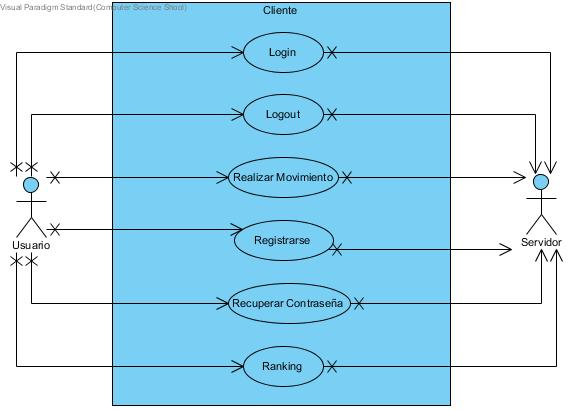 Visual Paradigm Standard(Computer Science Shool)
Cliente
Login
Logout
Realizar Movimiento
Registrarse
Usuario
Servidor
Recuperar Contraseña
Ranking